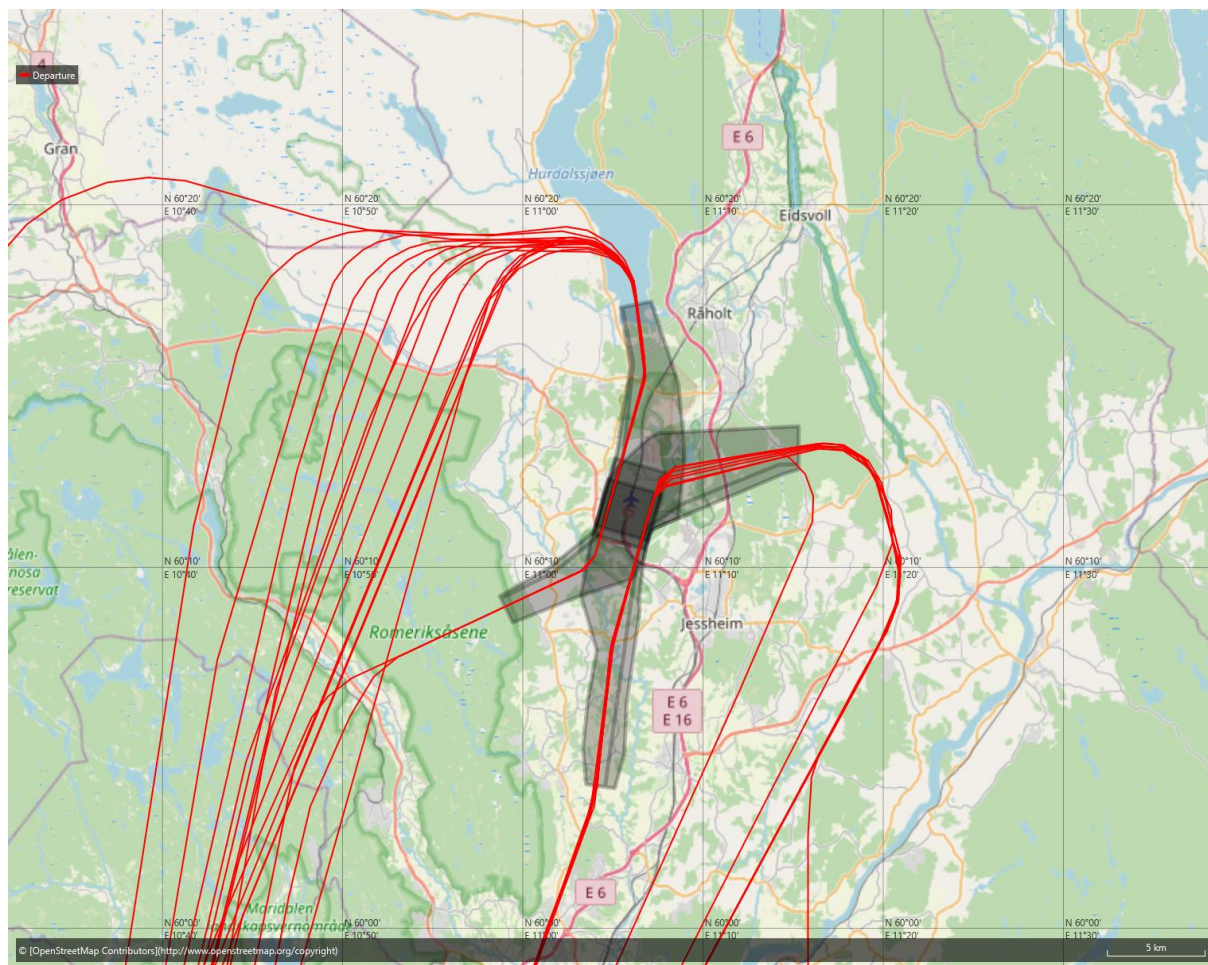 4
Departure
Gran
E 6
Hurdalssjøen
N 60°20'
E 10°40'
N 60°20'
E 10°50'
N 60°20'
E 11°00'
N 60°20'
E 11°10'
Eidsvoll
N 60°20'
E 11°20'
N 60°20'
E 11°30'
Råholt
N 60°10'
E 10°40'
N 60°10'
E 10°50'
N 60°10'
E 11°00'
N 60°10'
E 11°10'
N 60°10'
E 11°20'
N 60°10'
E 11°30'
reservat
Romeriksåsene
Jessheim
E 6
E 16
E 6
Maridalen
N 60°00'
E 10°40'
N 60°00'
E 10°50'
N 60°00'
E 11°00'
N 60°00'
E 11°10'
N 60°00'
E 11°20'
N 60°00'
E 11°30'
© [OpenStreetMap Contributors](http://www.openstreetmap.org/copyright)
5 km